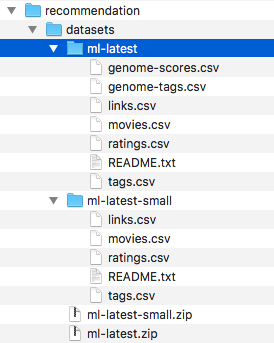 recommendation
datasets
ml-latest
genome-scores.csv
genome-tags.csv
links.csv
movies.csv
ratings.csv
README.txt
tags.csv
ml-latest-small
links.csv
movies.csv
ratings.csv
README.txt
tags.csv
ml-latest-small.zip
ml-latest.zip